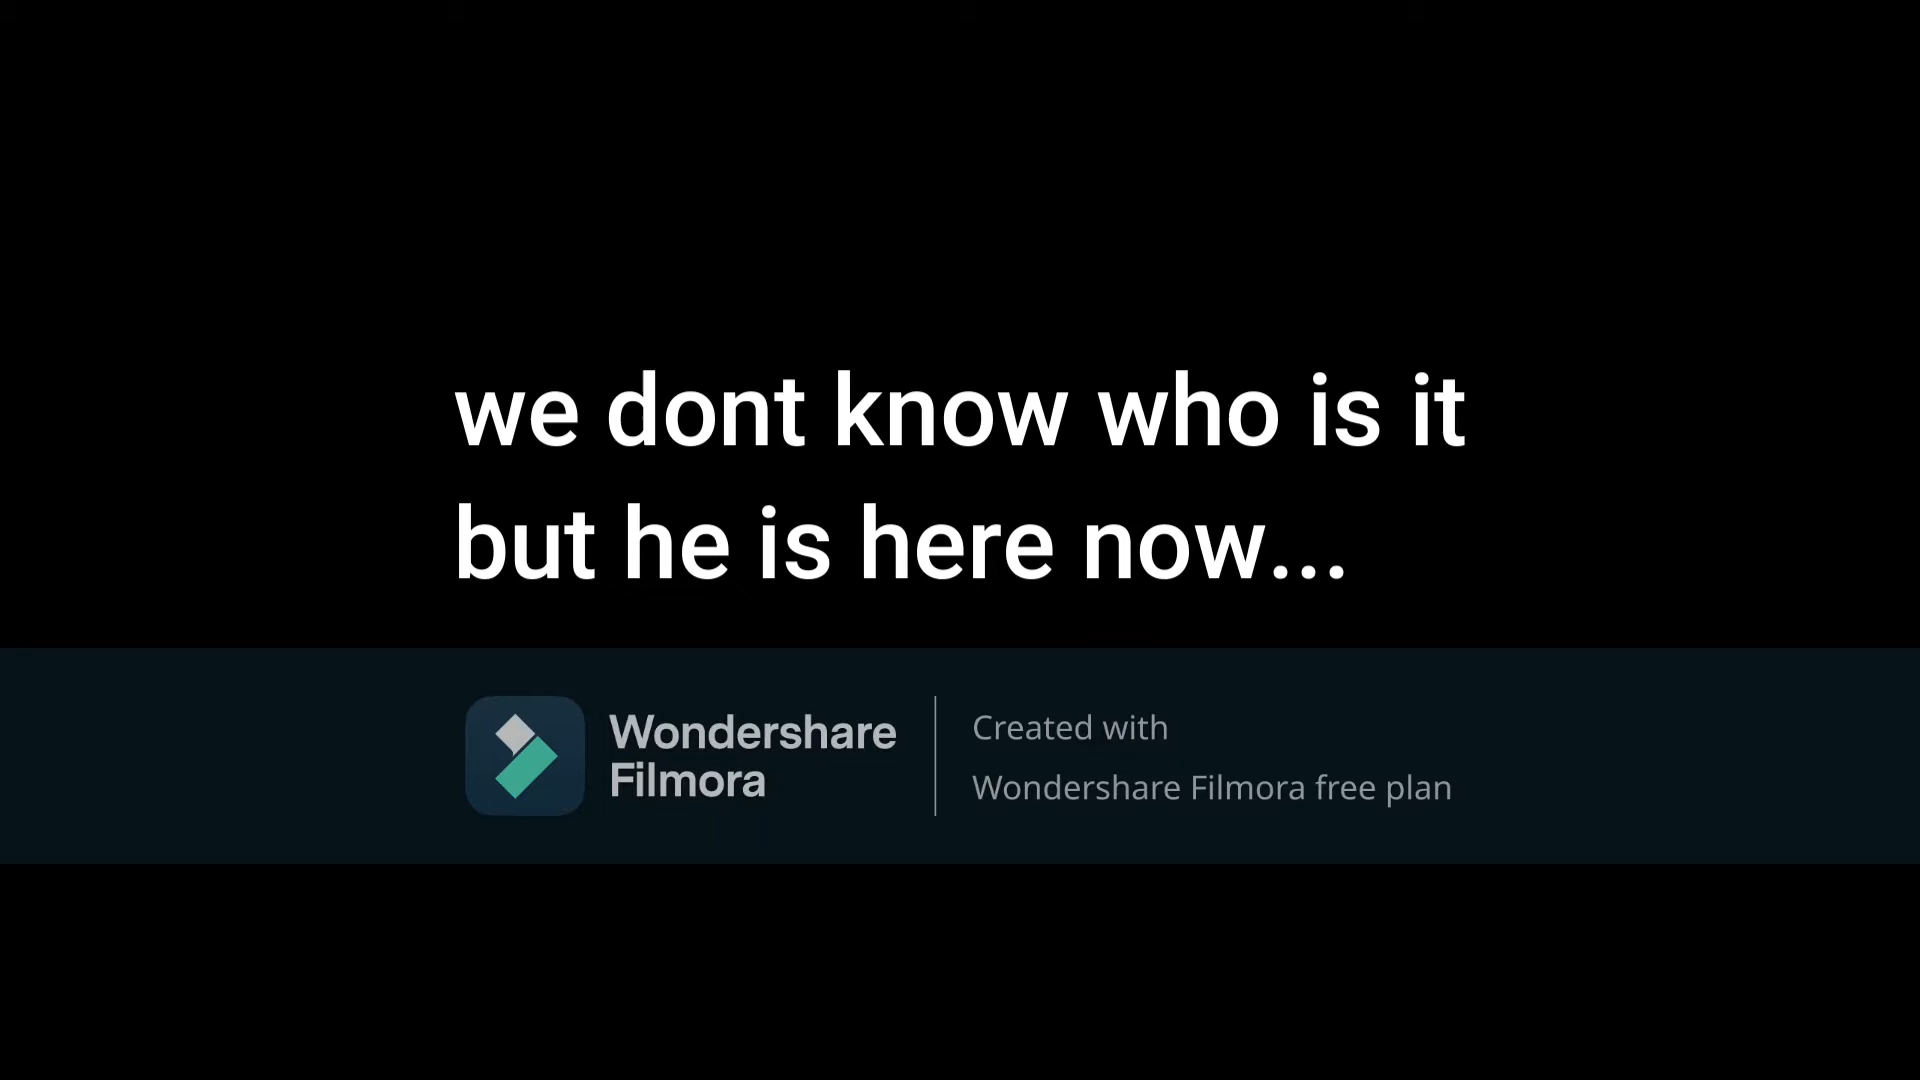 we dont know who is it
but he is here now...
Wondershare
Filmora
Created with
Wondershare Filmora free plan